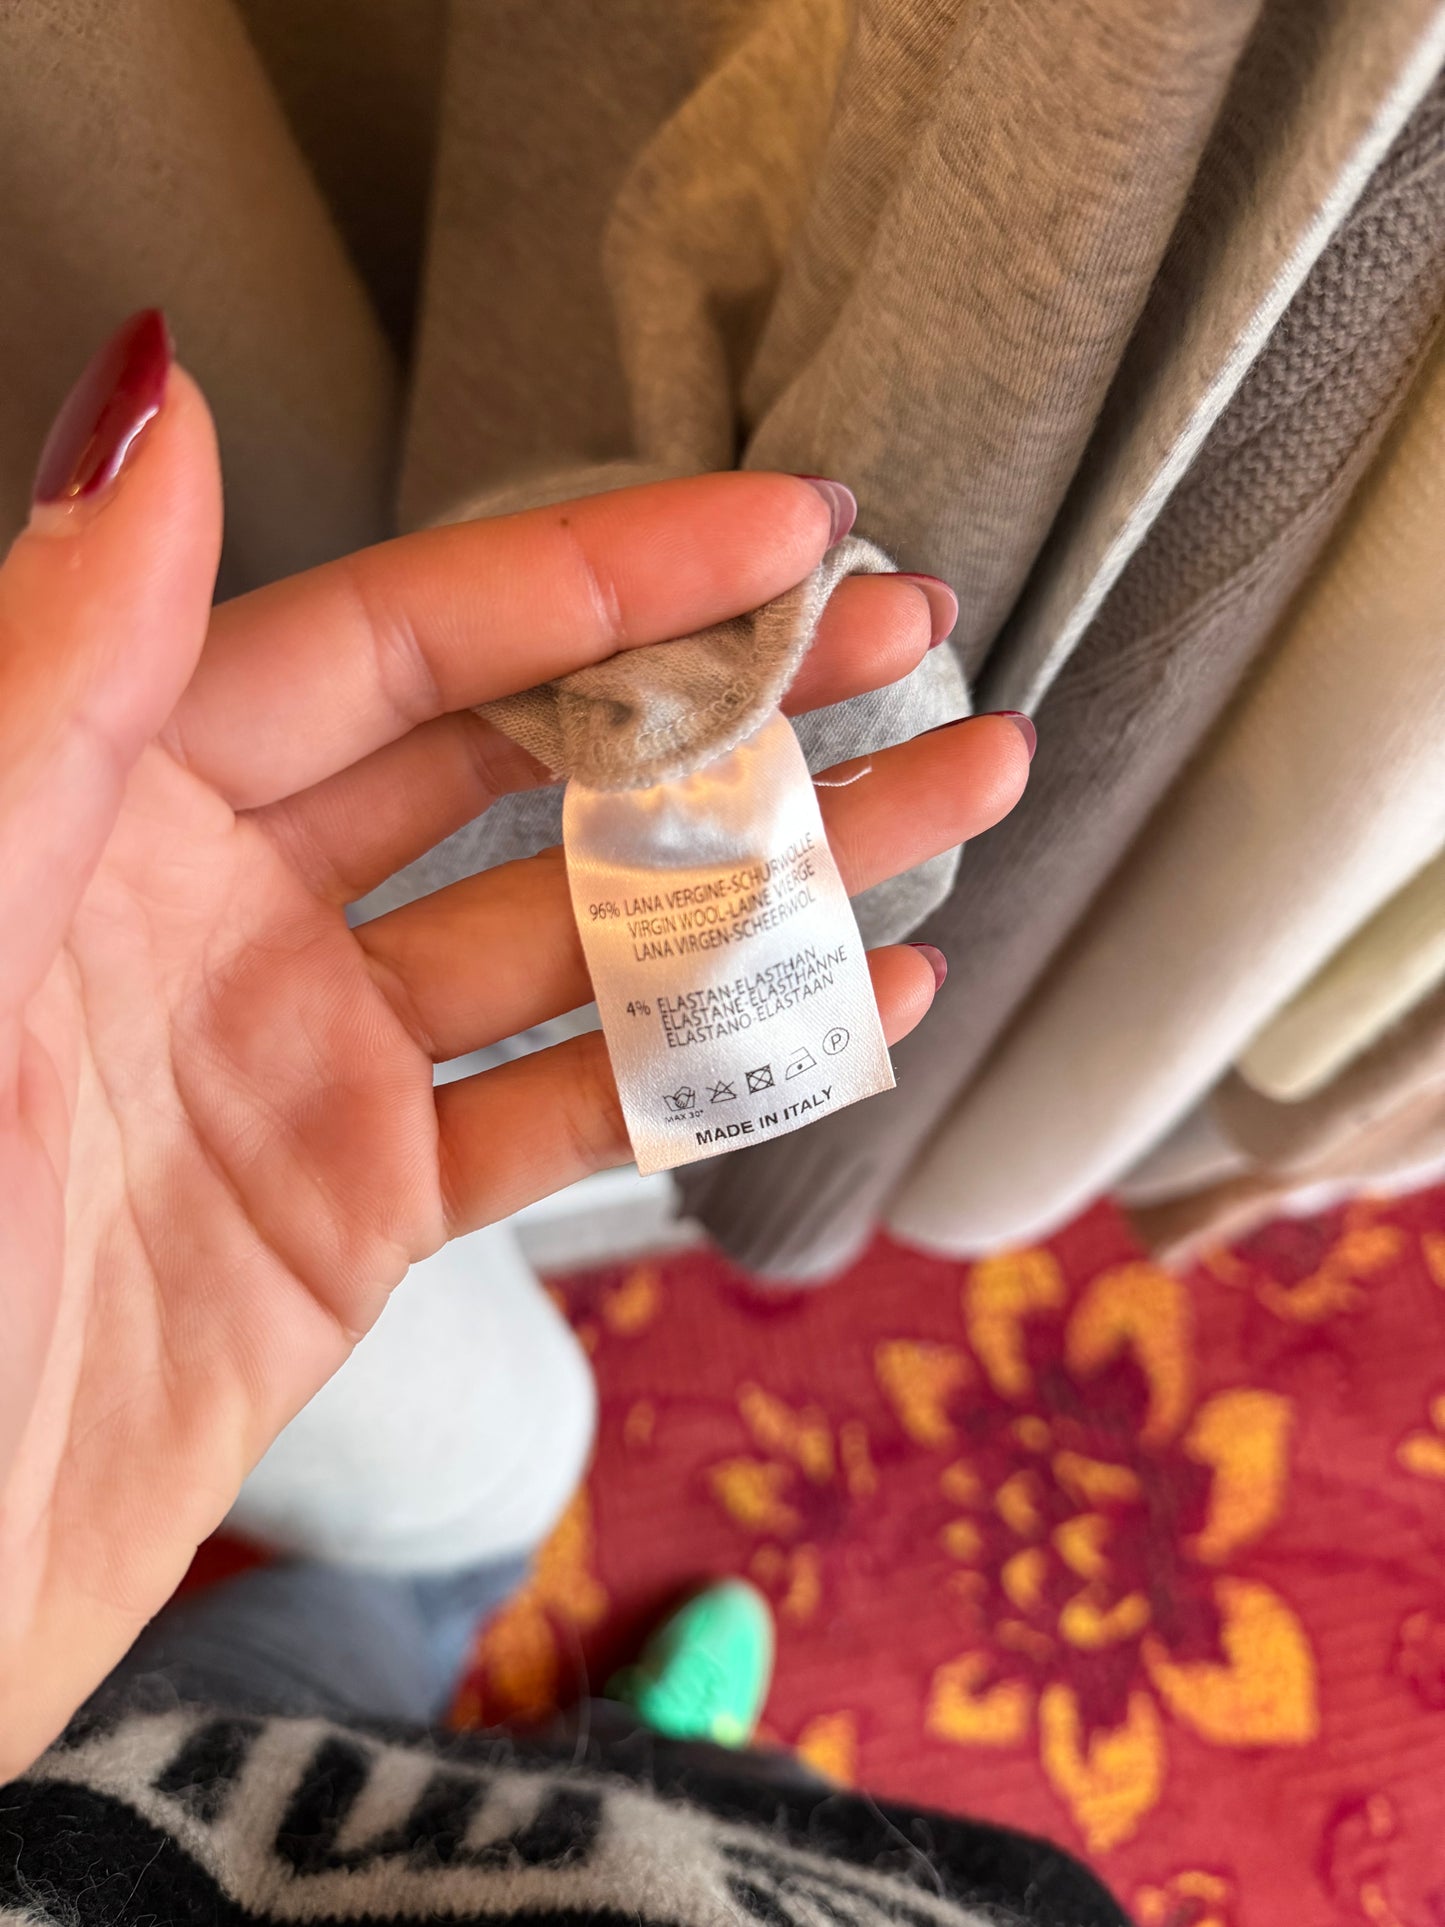 96% LANA VERGINE-SCHURWOLLE
VIRGIN WOOL-LAINE VIERGE
LANA VIRGEN-SCHEERWOL
4% ELASTAN-ELASTHAN
ELASTANE-ELASTHANNE
ELASTANO-ELASTAAN
P
MAX 30°
MADE IN ITALY